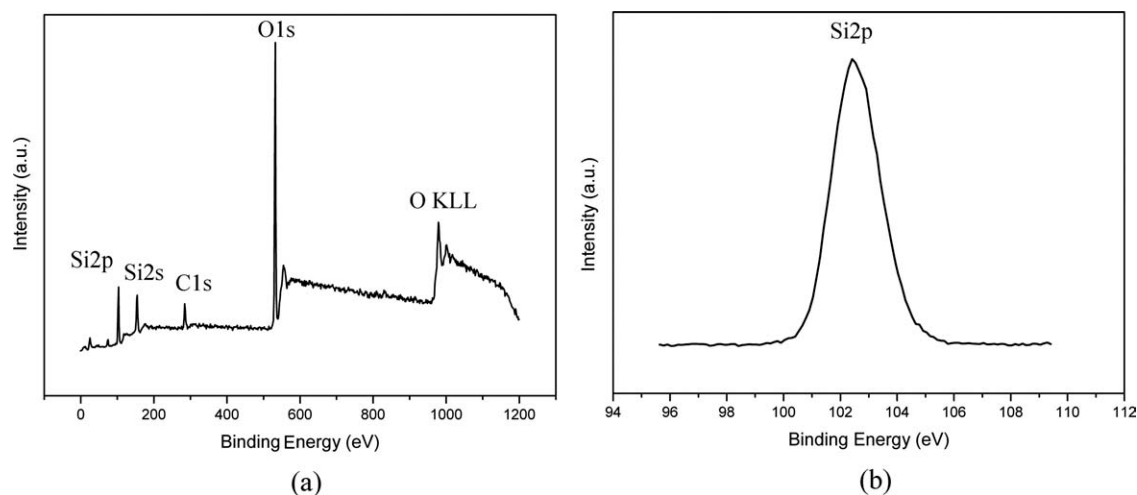 O1s
O KLL
Si2p
Si2s
C1s
Intensity (a.u.)
0 200 400 600 800 1000 1200
Binding Energy (eV)
(a)
Si2p
Intensity (a.u.)
94 96 98 100 102 104 106 108 110 112
Binding Energy (eV)
(b)